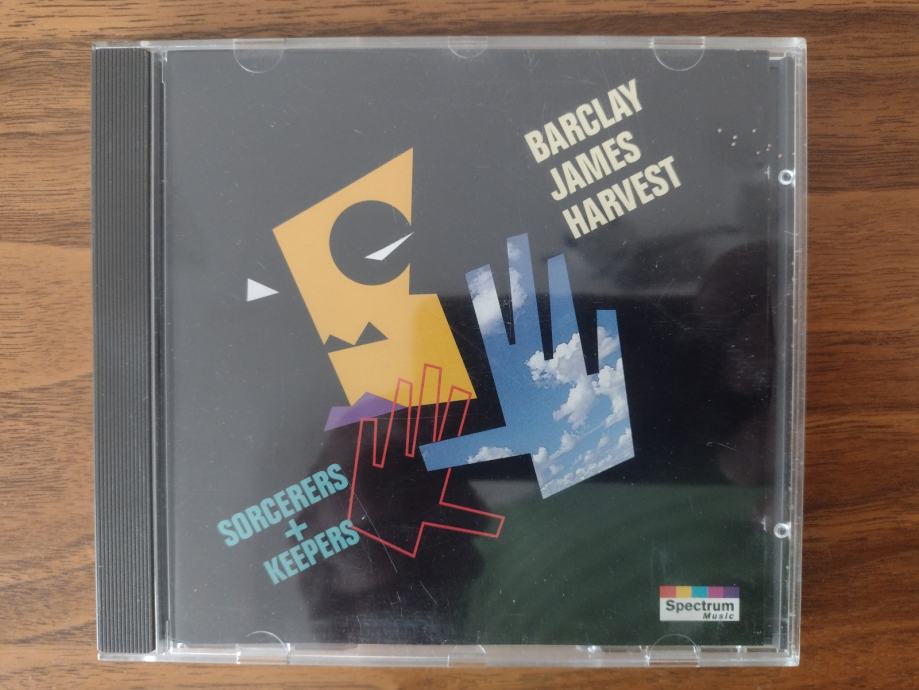 BARCLAY
JAMES
HARVEST
SORCERERS
+
KEEPERS
Spectrum
Music